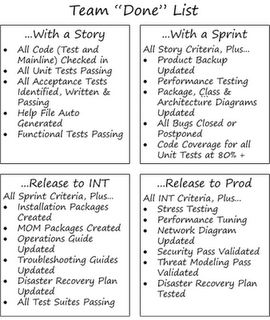 Team “Done” List
...With a Story
• All Code (Test and
Mainline) Checked in
• All Unit Tests Passing
• All Acceptance Tests
Identified, Written &
Passing
• Help File Auto
Generated
• Functional Tests Passing
...With a Sprint
All Story Criteria, Plus...
• Product Backup
Updated
• Performance Testing
• Package, Class &
Architecture Diagrams
Updated
• All Bugs Closed or
Postponed
• Code Coverage for all
Unit Tests at 80% +
...Release to INT
All Sprint Criteria, Plus...
• Installation Packages
Created
• MOM Packages Created
• Operations Guide
Updated
• Troubleshooting Guides
Updated
• Disaster Recovery Plan
Updated
• All Test Suites Passing
...Release to Prod
All INT Criteria, Plus...
• Stress Testing
• Performance Tuning
• Network Diagram
Updated
• Security Pass Validated
• Threat Modeling Pass
Validated
• Disaster Recovery Plan
Tested